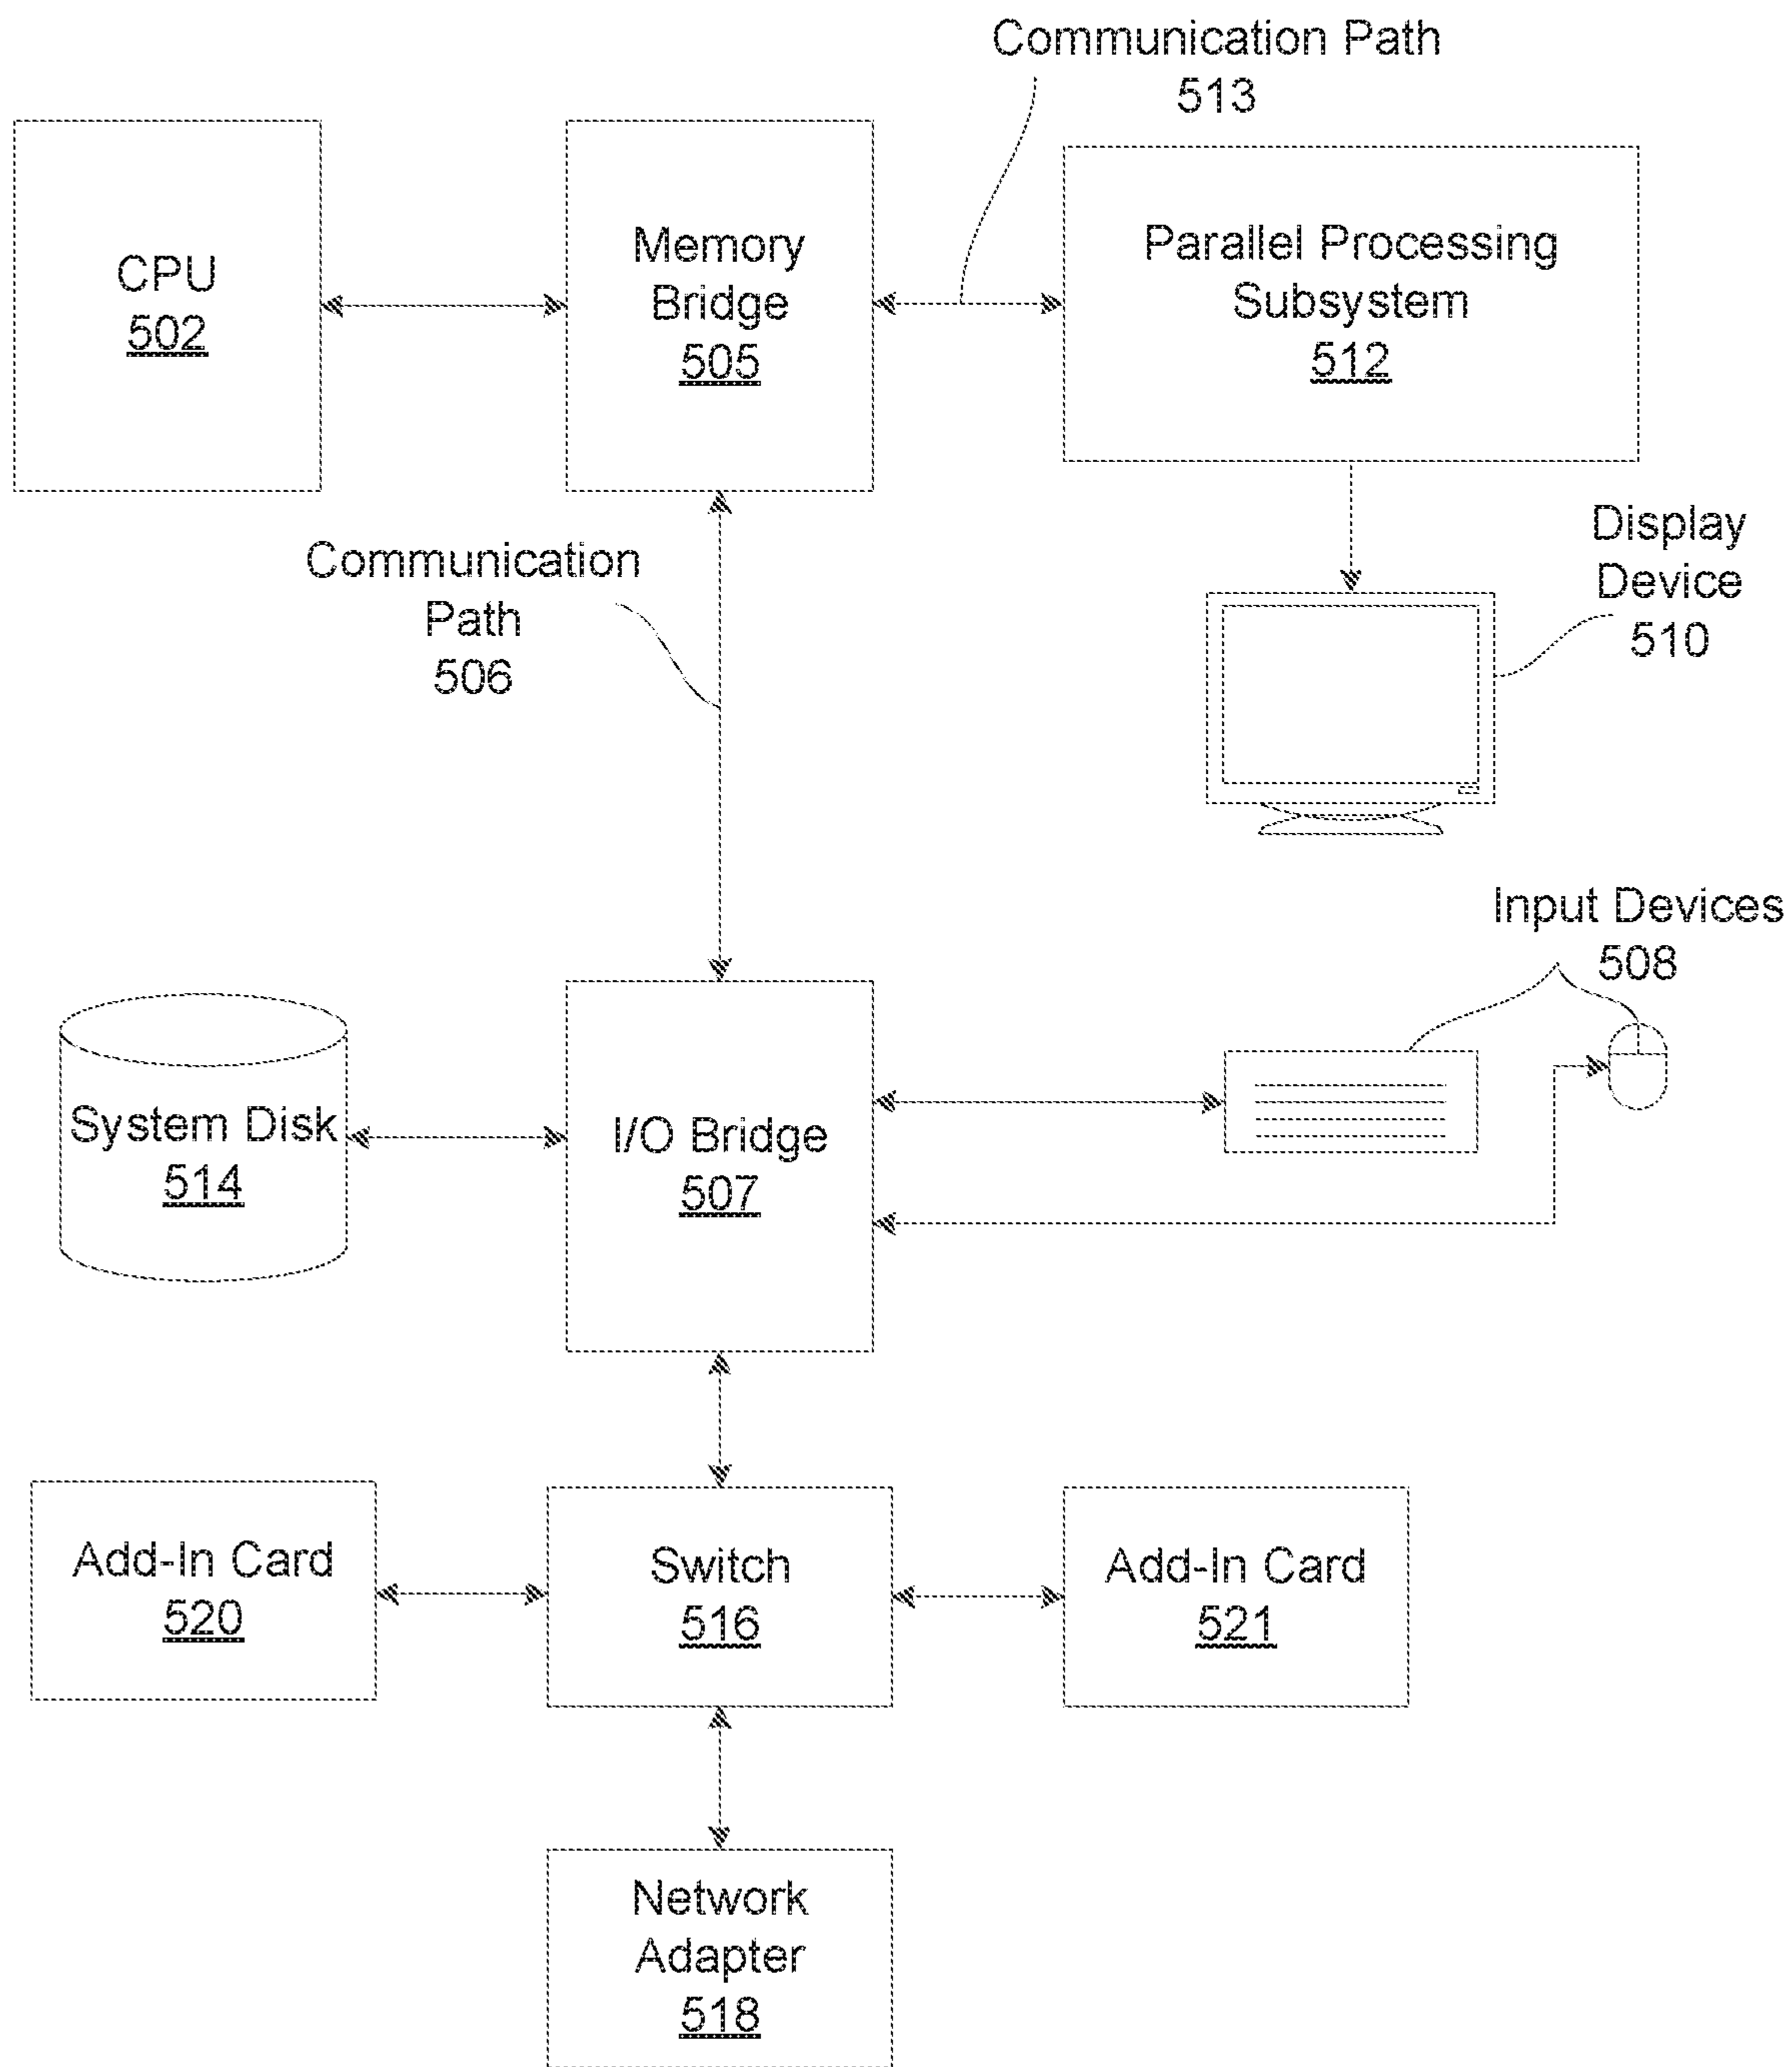 Communication Path
513
CPU
502
Memory
Bridge
505
Parallel Processing
Subsystem
512
Communication
Path
506
Display
Device
510
Input Devices
508
System Disk
514
I/O Bridge
507
Add-In Card
520
Switch
516
Add-In Card
521
Network
Adapter
518